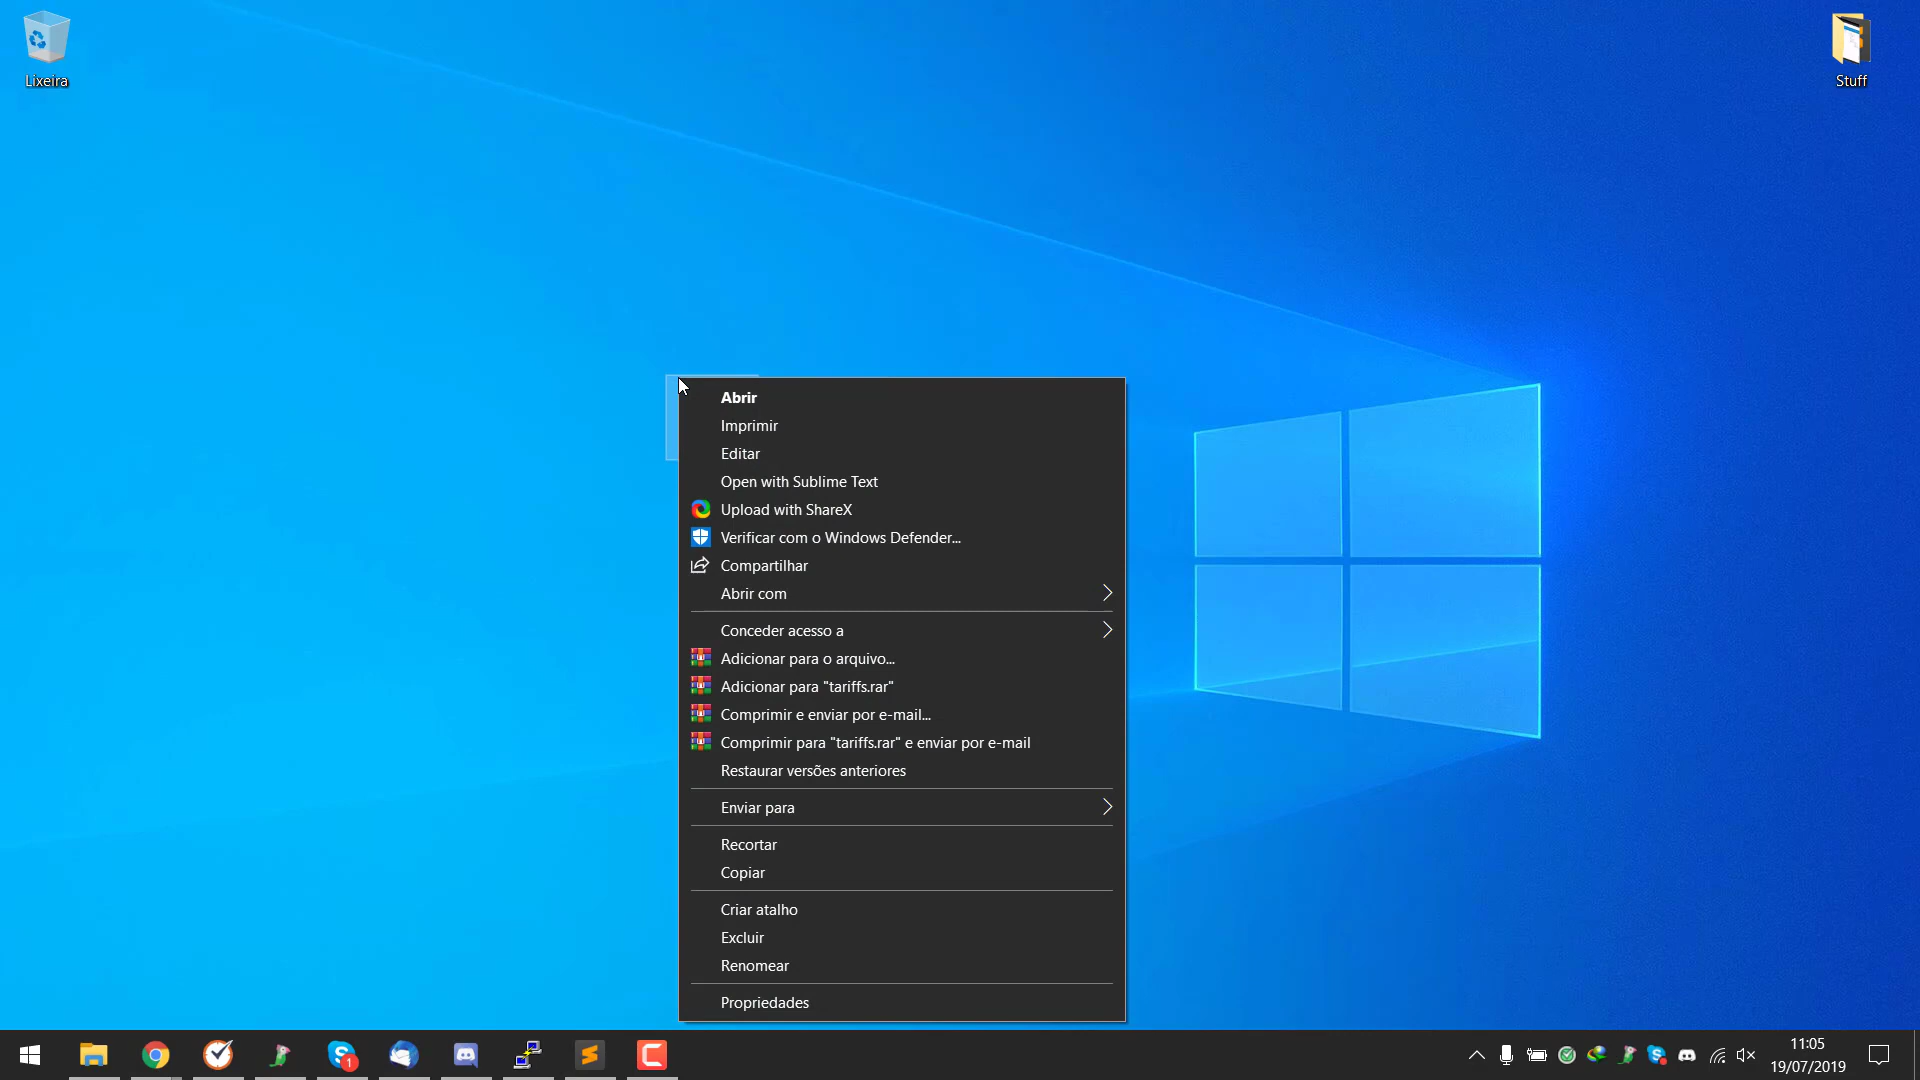 Lixeira
Stuff
Abrir
Imprimir
Editar
Open with Sublime Text
Upload with ShareX
Verificar com o Windows Defender...
Compartilhar
Abrir com
Conceder acesso a
Adicionar para o arquivo...
Adicionar para "tariffs.rar"
Comprimir e enviar por e-mail...
Comprimir para "tariffs.rar" e enviar por e-mail
Restaurar versões anteriores
Enviar para
Recortar
Copiar
Criar atalho
Excluir
Renomear
Propriedades
1
11:05
19/07/2019